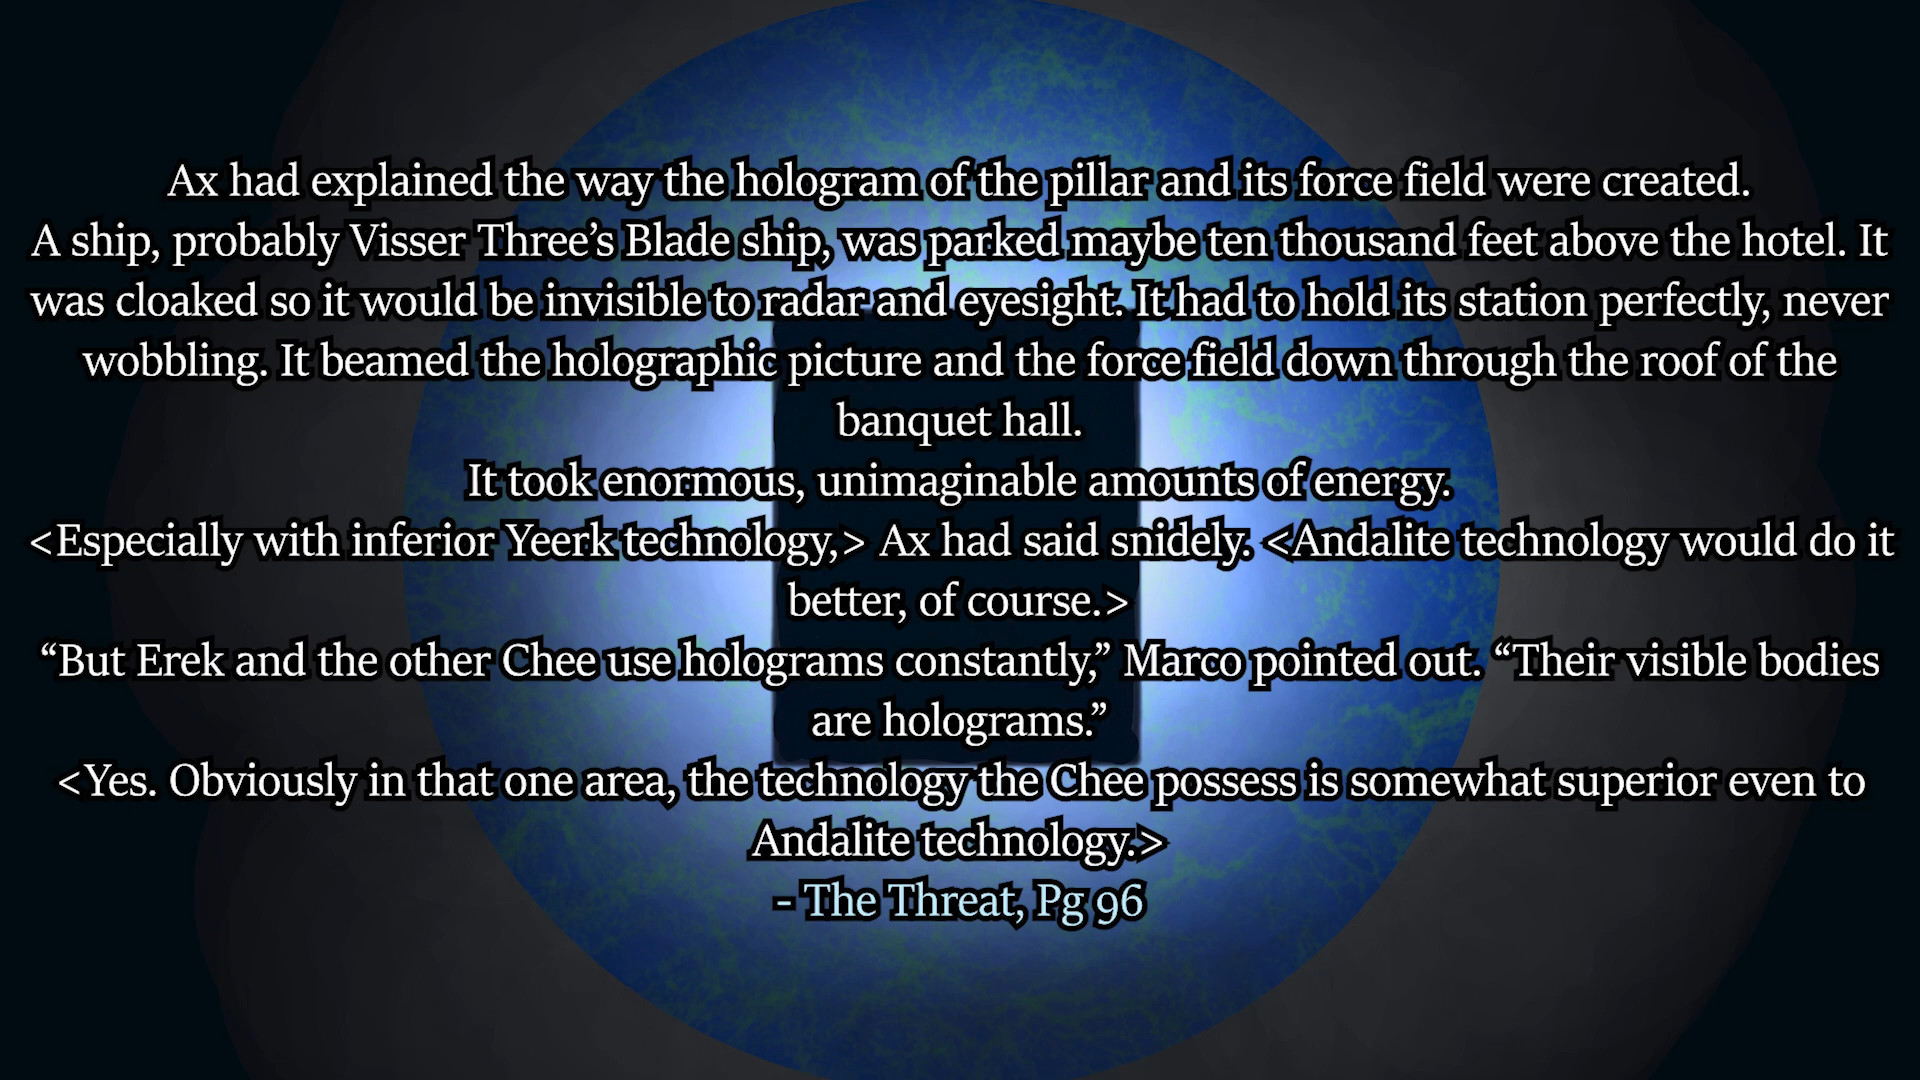 Ax had explained the way the hologram of the pillar and its force field were created.
A ship, probably Visser Three’s Blade ship, was parked maybe ten thousand feet above the hotel. It
was cloaked so it would be invisible to radar and eyesight. It had to hold its station perfectly, never
wobbling. It beamed the holographic picture and the force field down through the roof of the
banquet hall.
It took enormous, unimaginable amounts of energy.
<Especially with inferior Yeerk technology,> Ax had said snidely. <Andalite technology would do it
better, of course.>
“But Erek and the other Chee use holograms constantly,” Marco pointed out. “Their visible bodies
are holograms.”
<Yes. Obviously in that one area, the technology the Chee possess is somewhat superior even to
Andalite technology.>
- The Threat, Pg 96